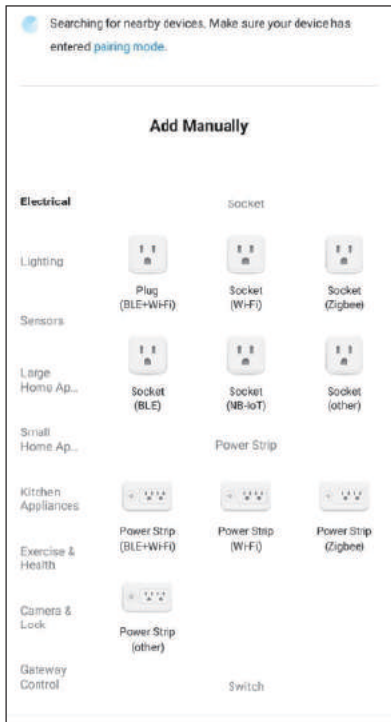 Searching for nearby devices. Make sure your device has
entered pairing mode.
Add Manually
Electrical
Lighting
Sensors
Large
Home Ap...
Small
Home Ap...
Kitchen
Appliances
Exercise &
Health
Camera &
Lock
Gateway
Control
Socket
Plug
(BLE+Wi-Fi)
Socket
(Wi-Fi)
Socket
(Zigbee)
Socket
(BLE)
Socket
(NB-IoT)
Socket
(other)
Power Strip
Power Strip
(BLE+Wi-Fi)
Power Strip
(Wi-Fi)
Power Strip
(Zigbee)
Power Strip
(other)
Switch